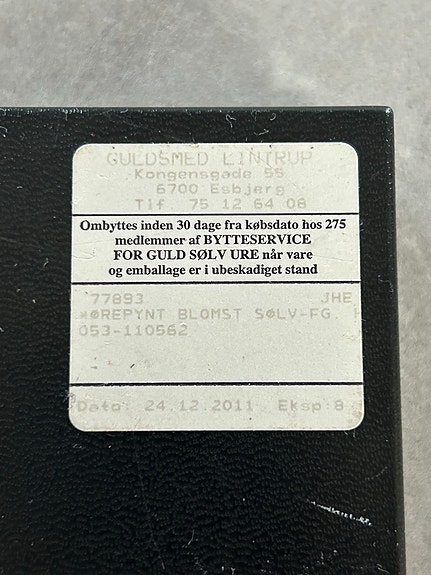 GULDSMED LINTRUP
Kongensgade 55
6700 Esbjerg
Tlf 75 12 64 08
Ombyttes inden 30 dage fra købsdato hos 275
medlemmer af BYTTESERVICE
FOR GULD SØLV URE når vare
og emballage er i ubeskadiget stand
77893 JHE
*ØREPYNT BLOMST SØLV-FG.
053-110562
Dato: 24.12.2011 Eksp:8